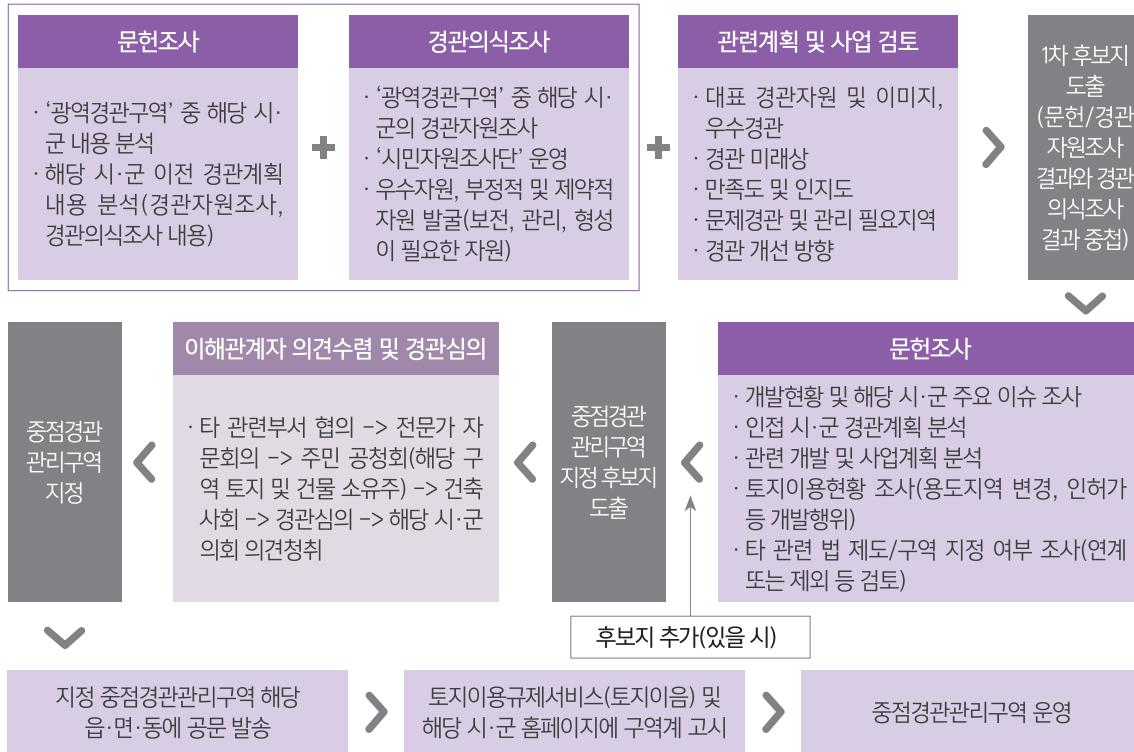 문헌조사
· ‘광역경관구역’ 중 해당 시·
군 내용 분석
· 해당 시·군 이전 경관계획
내용 분석(경관자원조사,
경관의식조사 내용)
+
경관의식조사
· ‘광역경관구역’ 중 해당 시·
군의 경관자원조사
· ‘시민자원조사단’ 운영
· 우수자원, 부정적 및 제약적
자원 발굴(보전, 관리, 형성
이 필요한 자원)
+
관련계획 및 사업 검토
· 대표 경관자원 및 이미지,
우수경관
· 경관 미래상
· 만족도 및 인지도
· 문제경관 및 관리 필요지역
· 경관 개선 방향
1차 후보지
도출
(문헌/경관
자원조사
결과와 경관
의식조사
결과 중첩)
문헌조사
· 개발현황 및 해당 시·군 주요 이슈 조사
· 인접 시·군 경관계획 분석
· 관련 개발 및 사업계획 분석
· 토지이용현황 조사(용도지역 변경, 인허가
등 개발행위)
· 타 관련 법 제도/구역 지정 여부 조사(연계
또는 제외 등 검토)
후보지 추가(있을 시)
중점경관
관리구역
지정 후보지
도출
이해관계자 의견수렴 및 경관심의
· 타 관련부서 협의 -> 전문가 자
문회의 -> 주민 공청회(해당 구
역 토지 및 건물 소유주) -> 건축
사회 -> 경관심의 -> 해당 시·군
의회 의견청취
중점경관
관리구역
지정
지정 중점경관관리구역 해당
읍·면·동에 공문 발송
토지이용규제서비스(토지이음) 및
해당 시·군 홈페이지에 구역계 고시
중점경관관리구역 운영